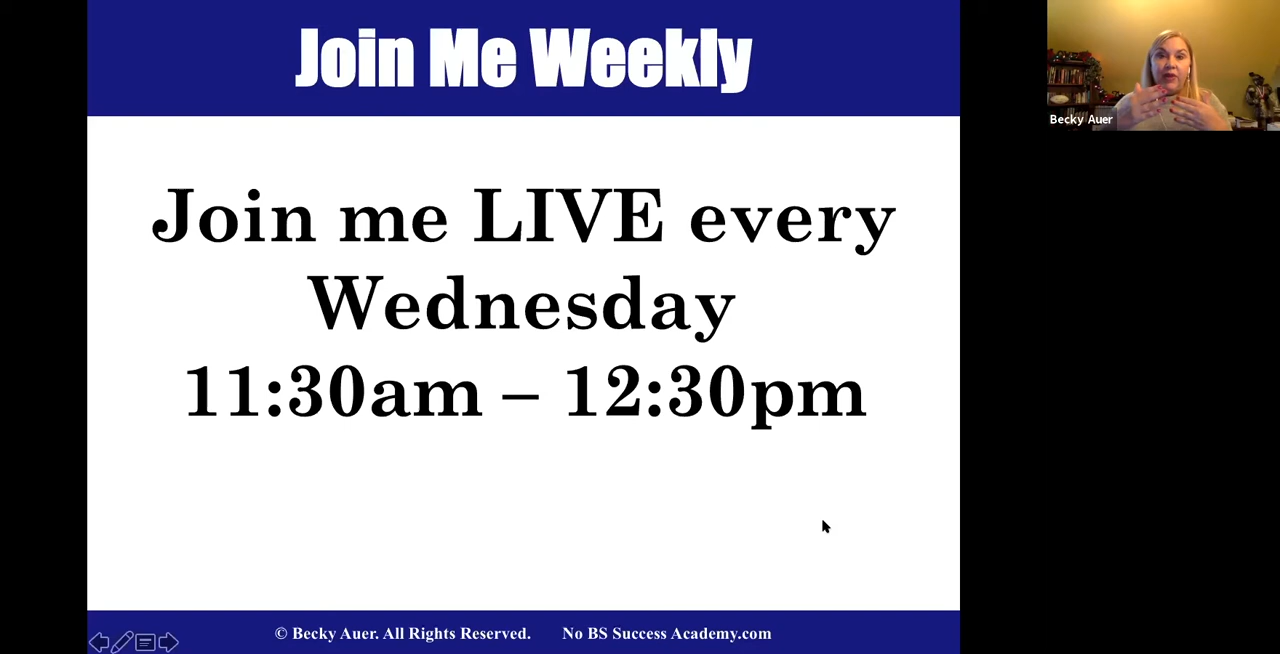 Join Me Weekly
Becky Auer
Join me LIVE every
Wednesday
11:30am – 12:30pm
© Becky Auer. All Rights Reserved. No BS Success Academy.com